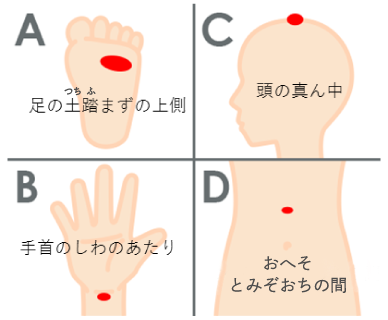 A
足の土踏まずの上側
つち ふ
C
頭の真ん中
B
手首のしわのあたり
D
おへそ
とみぞおちの間